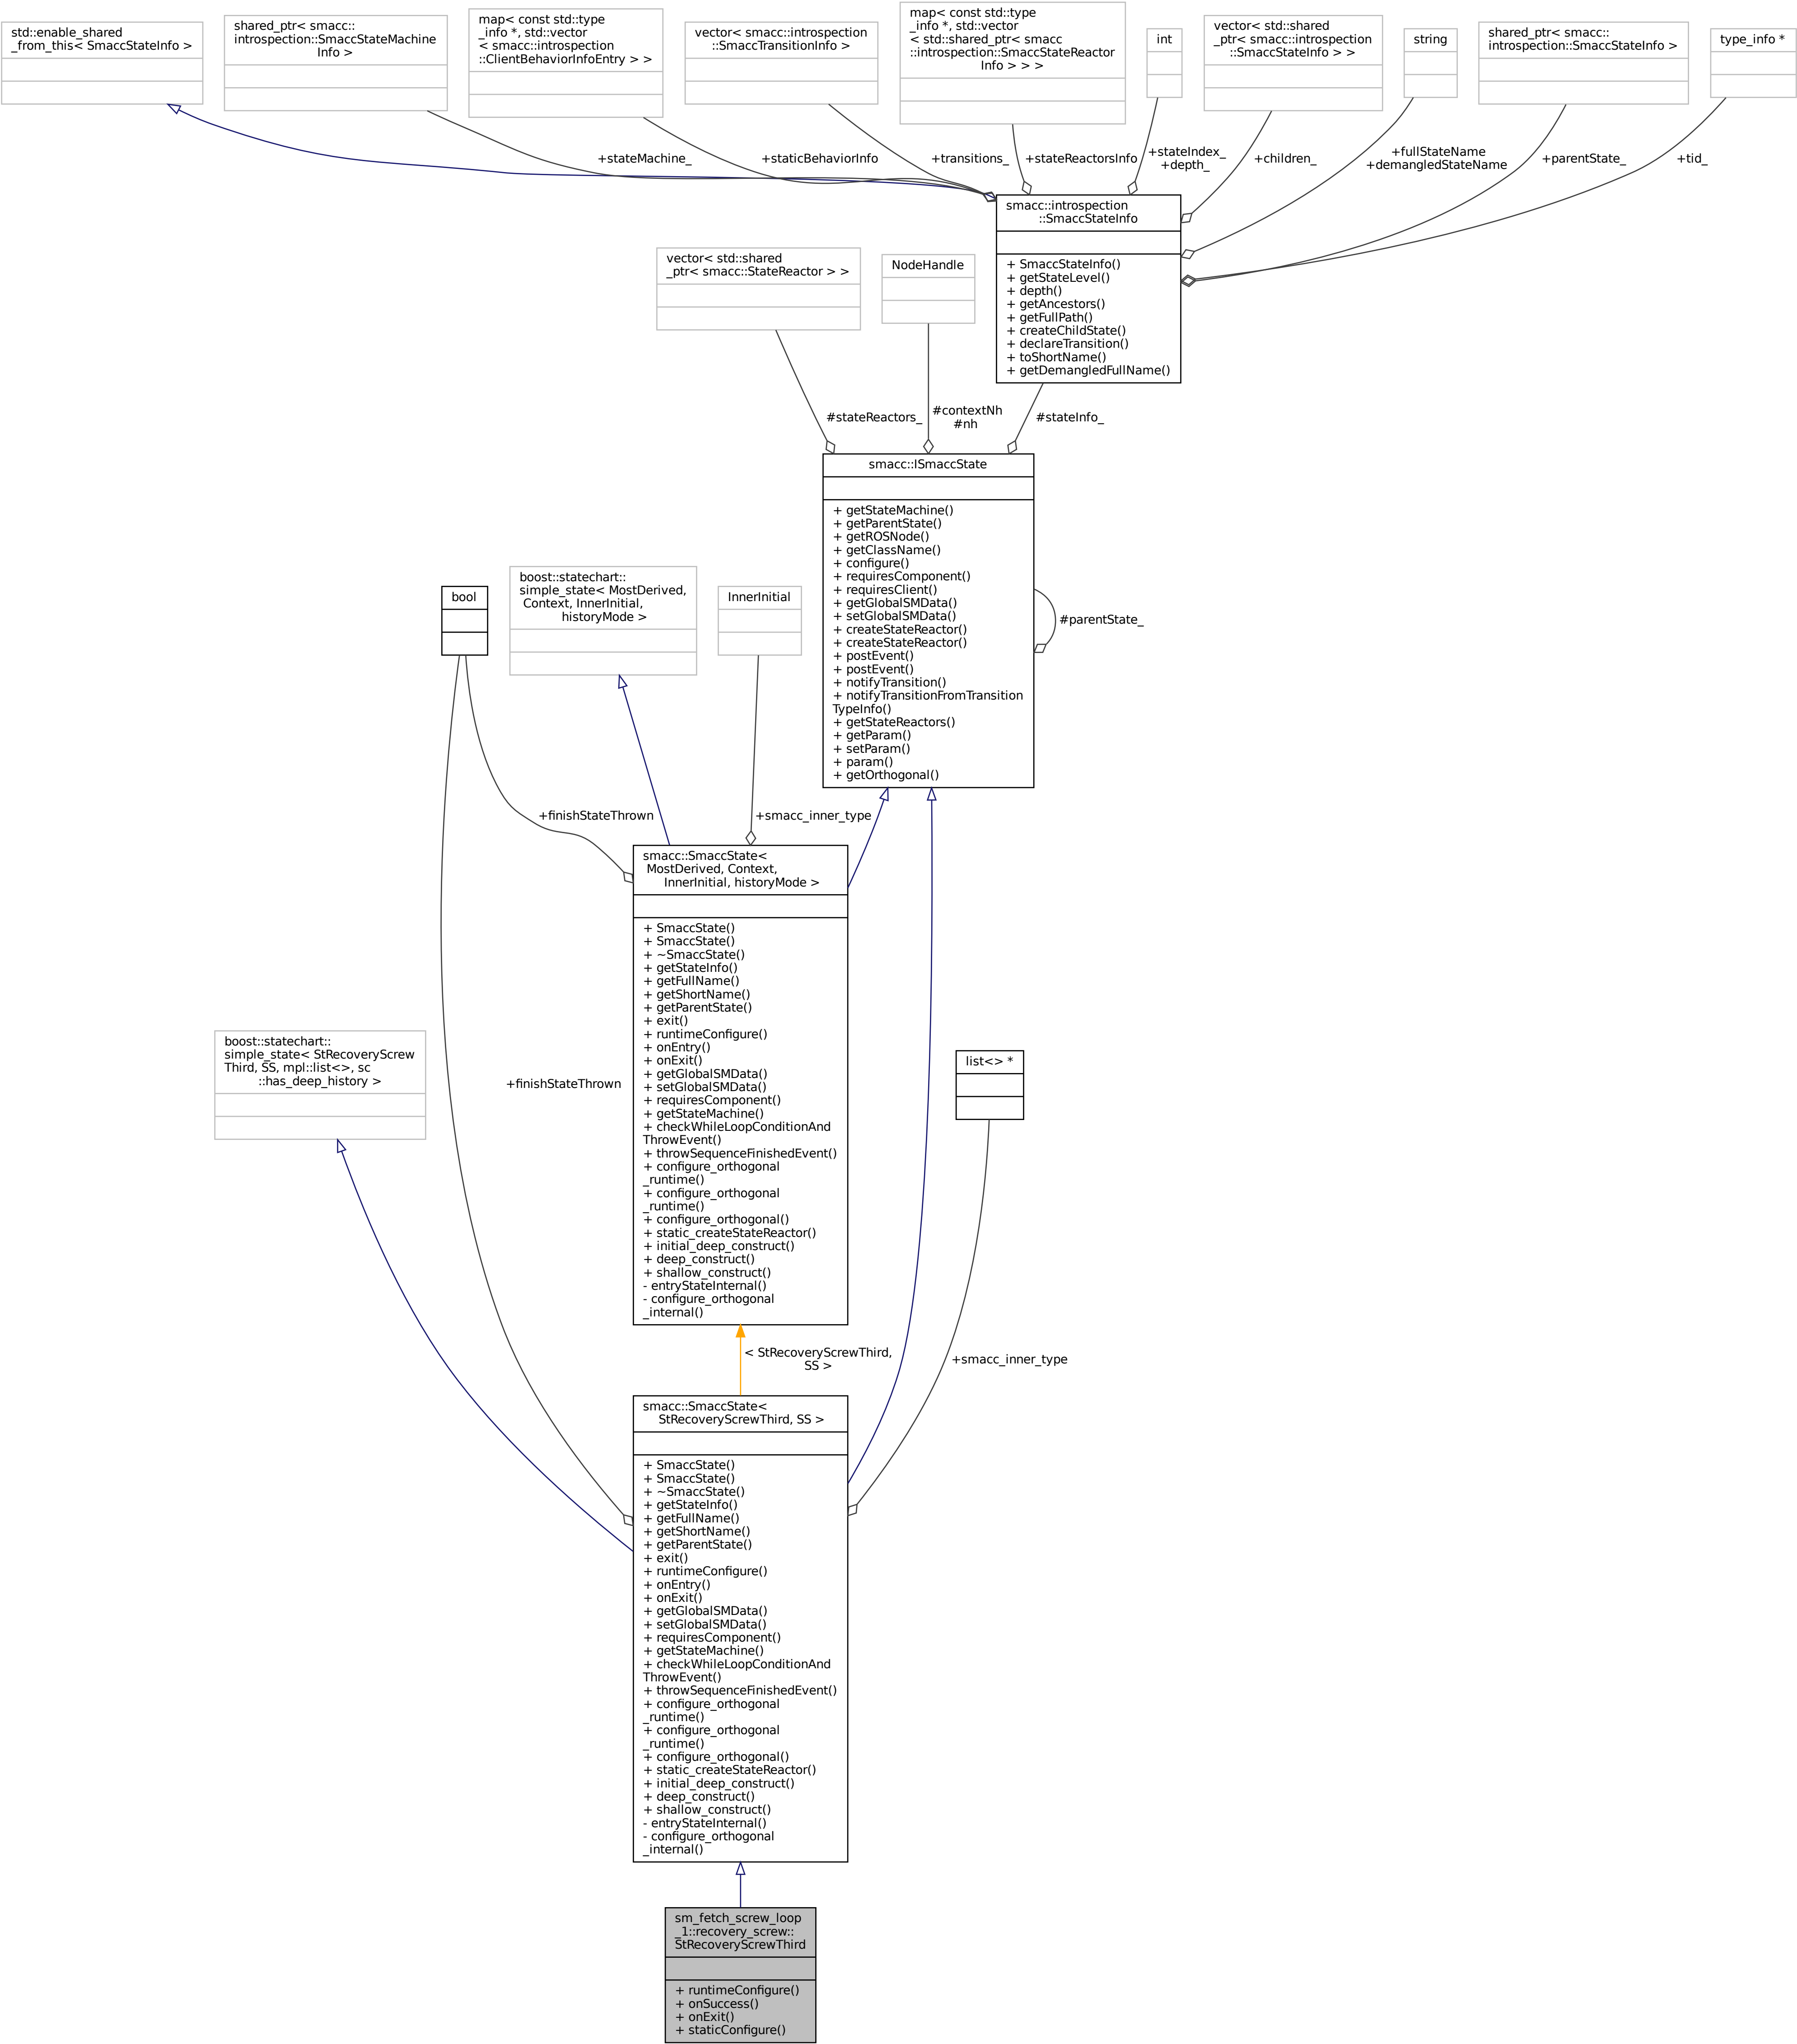 std::enable_shared
_from_this< SmaccStateInfo >
shared_ptr< smacc::
introspection::SmaccStateMachine
Info >
map< const std::type
_info *, std::vector
< smacc::introspection
::ClientBehaviorInfoEntry > >
vector< smacc::introspection
::SmaccTransitionInfo >
map< const std::type
_info *, std::vector
< std::shared_ptr< smacc
::introspection::SmaccStateReactor
Info > > >
int
vector< std::shared
_ptr< smacc::introspection
::SmaccStateInfo > >
string
shared_ptr< smacc::
introspection::SmaccStateInfo >
type_info *
+stateMachine_
+staticBehaviorInfo
+transitions_
+stateReactorsInfo
+stateIndex_
+depth_
+children_
+fullStateName
+demangledStateName
+parentState_
+tid_
smacc::introspection
::SmaccStateInfo
+ SmaccStateInfo()
+ getStateLevel()
+ depth()
+ getAncestors()
+ getFullPath()
+ createChildState()
+ declareTransition()
+ toShortName()
+ getDemangledFullName()
vector< std::shared
_ptr< smacc::StateReactor > >
NodeHandle
#stateReactors_
#contextNh
#nh
#stateInfo_
smacc::ISmaccState
+ getStateMachine()
+ getParentState()
+ getROSNode()
+ getClassName()
+ configure()
+ requiresComponent()
+ requiresClient()
+ getGlobalSMData()
+ setGlobalSMData()
+ createStateReactor()
+ createStateReactor()
+ postEvent()
+ postEvent()
+ notifyTransition()
+ notifyTransitionFromTransition
TypeInfo()
+ getStateReactors()
+ getParam()
+ setParam()
+ param()
+ getOrthogonal()
#parentState_
bool
boost::statechart::
simple_state< MostDerived,
Context, InnerInitial,
historyMode >
InnerInitial
+finishStateThrown
+smacc_inner_type
smacc::SmaccState<
MostDerived, Context,
InnerInitial, historyMode >
+ SmaccState()
+ SmaccState()
+ ~SmaccState()
+ getStateInfo()
+ getFullName()
+ getShortName()
+ getParentState()
+ exit()
+ runtimeConfigure()
+ onEntry()
+ onExit()
+ getGlobalSMData()
+ setGlobalSMData()
+ requiresComponent()
+ getStateMachine()
+ checkWhileLoopConditionAnd
ThrowEvent()
+ throwSequenceFinishedEvent()
+ configure_orthogonal
_runtime()
+ configure_orthogonal
_runtime()
+ configure_orthogonal()
+ static_createStateReactor()
+ initial_deep_construct()
+ deep_construct()
+ shallow_construct()
- entryStateInternal()
- configure_orthogonal
_internal()
boost::statechart::
simple_state< StRecoveryScrew
Third, SS, mpl::list<>, sc
::has_deep_history >
+finishStateThrown
list<> *
< StRecoveryScrewThird,
SS >
+smacc_inner_type
smacc::SmaccState<
StRecoveryScrewThird, SS >
+ SmaccState()
+ SmaccState()
+ ~SmaccState()
+ getStateInfo()
+ getFullName()
+ getShortName()
+ getParentState()
+ exit()
+ runtimeConfigure()
+ onEntry()
+ onExit()
+ getGlobalSMData()
+ setGlobalSMData()
+ requiresComponent()
+ getStateMachine()
+ checkWhileLoopConditionAnd
ThrowEvent()
+ throwSequenceFinishedEvent()
+ configure_orthogonal
_runtime()
+ configure_orthogonal
_runtime()
+ configure_orthogonal()
+ static_createStateReactor()
+ initial_deep_construct()
+ deep_construct()
+ shallow_construct()
- entryStateInternal()
- configure_orthogonal
_internal()
sm_fetch_screw_loop
_1::recovery_screw::
StRecoveryScrewThird
+ runtimeConfigure()
+ onSuccess()
+ onExit()
+ staticConfigure()